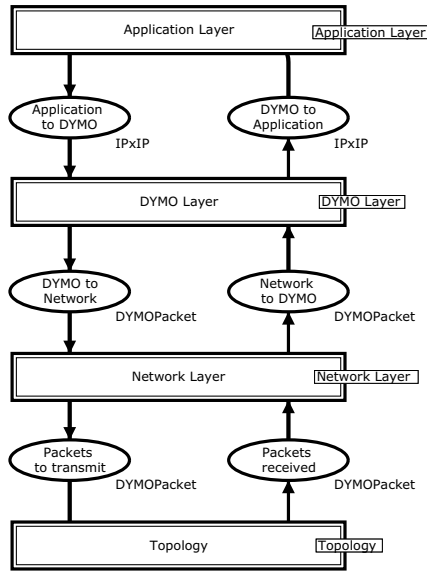 Application Layer
Application Layer
Application
to DYMO
DYMO to
Application
IPxIP
IPxIP
DYMO Layer
DYMO Layer
DYMO to
Network
Network
to DYMO
DYMOPacket
DYMOPacket
Network Layer
Network Layer
Packets
to transmit
Packets
received
DYMOPacket
DYMOPacket
Topology
Topology